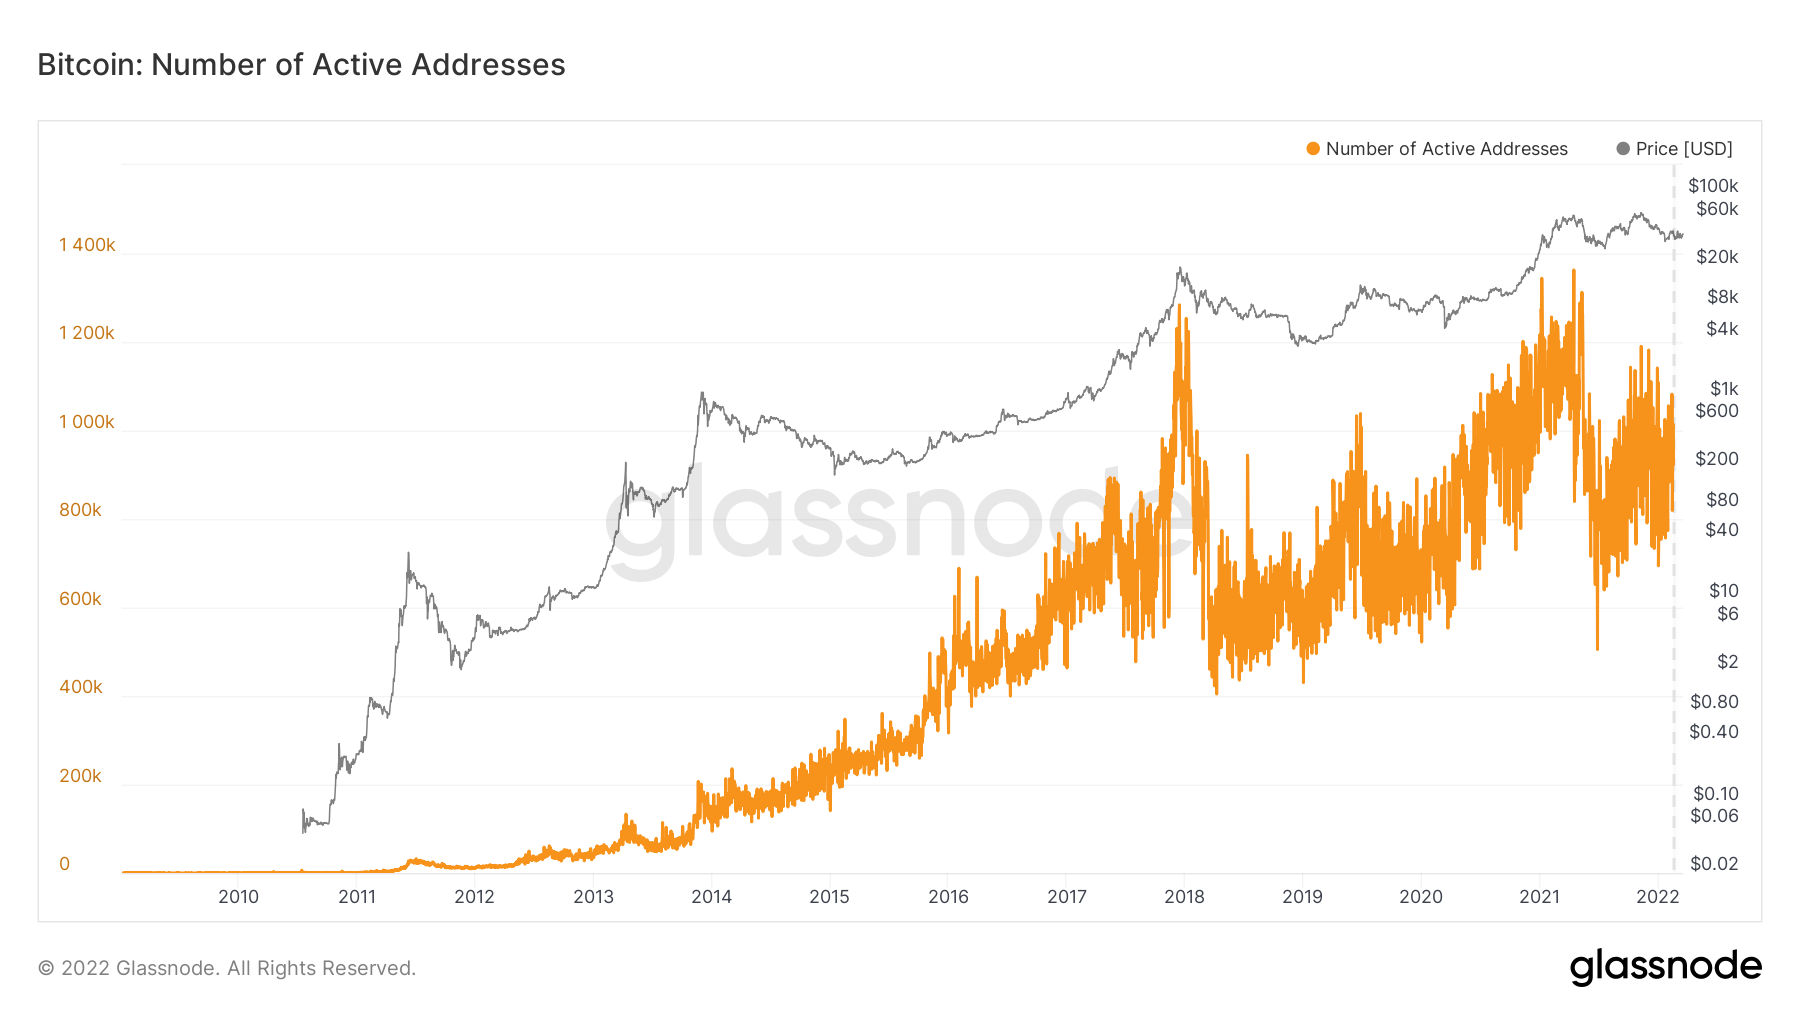 Bitcoin: Number of Active Addresses
Number of Active Addresses Price [USD]
1 400k
1 200k
1 000k
800k
600k
400k
200k
0
$100k
$60k
$20k
$8k
$4k
$1k
$600
$200
$80
$40
$10
$6
$2
$0.80
$0.40
$0.10
$0.06
$0.02
glassnode
2010 2011 2012 2013 2014 2015 2016 2017 2018 2019 2020 2021 2022
© 2022 Glassnode. All Rights Reserved.
glassnode